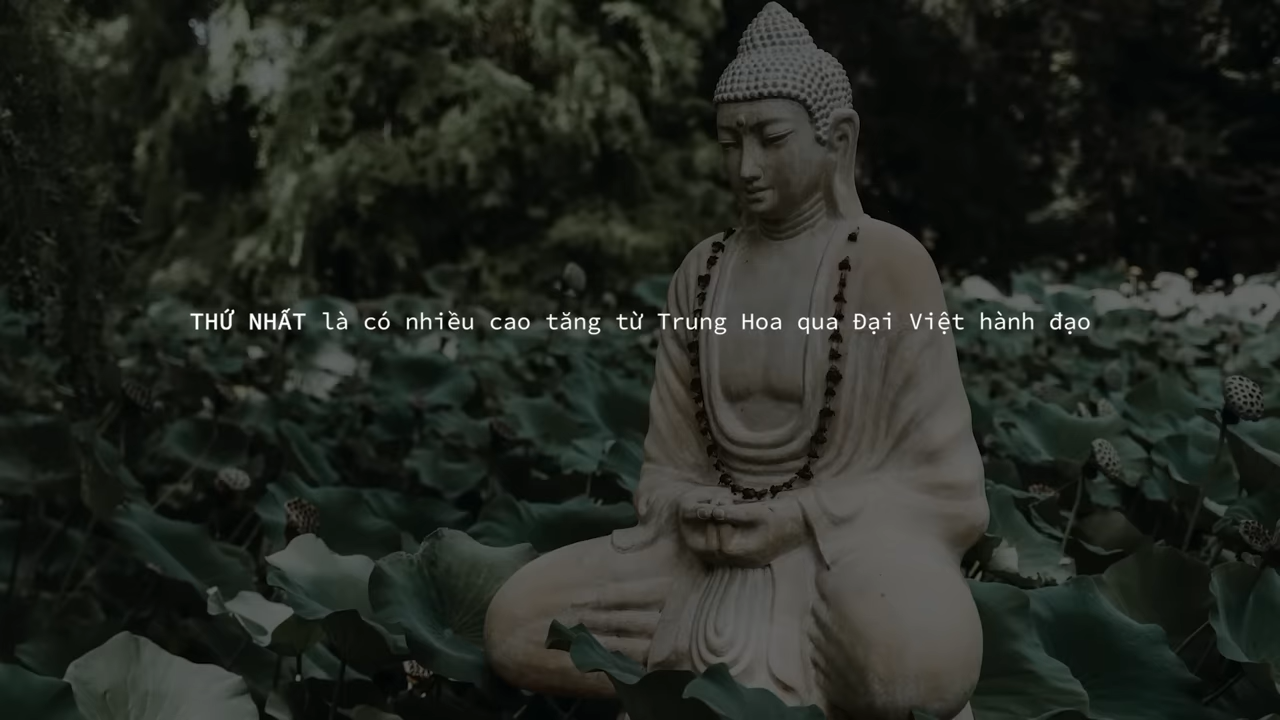 THỨ NHẤT là có nhiều cao tăng từ Trung Hoa qua Đại Việt hành đạo